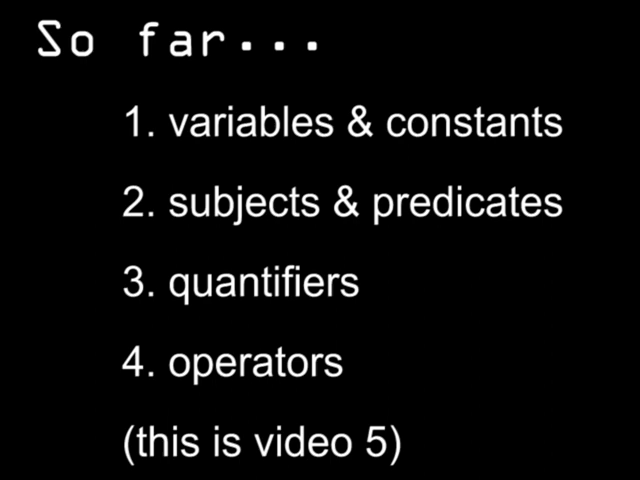 So far...
1. variables & constants
2. subjects & predicates
3. quantifiers
4. operators
(this is video 5)